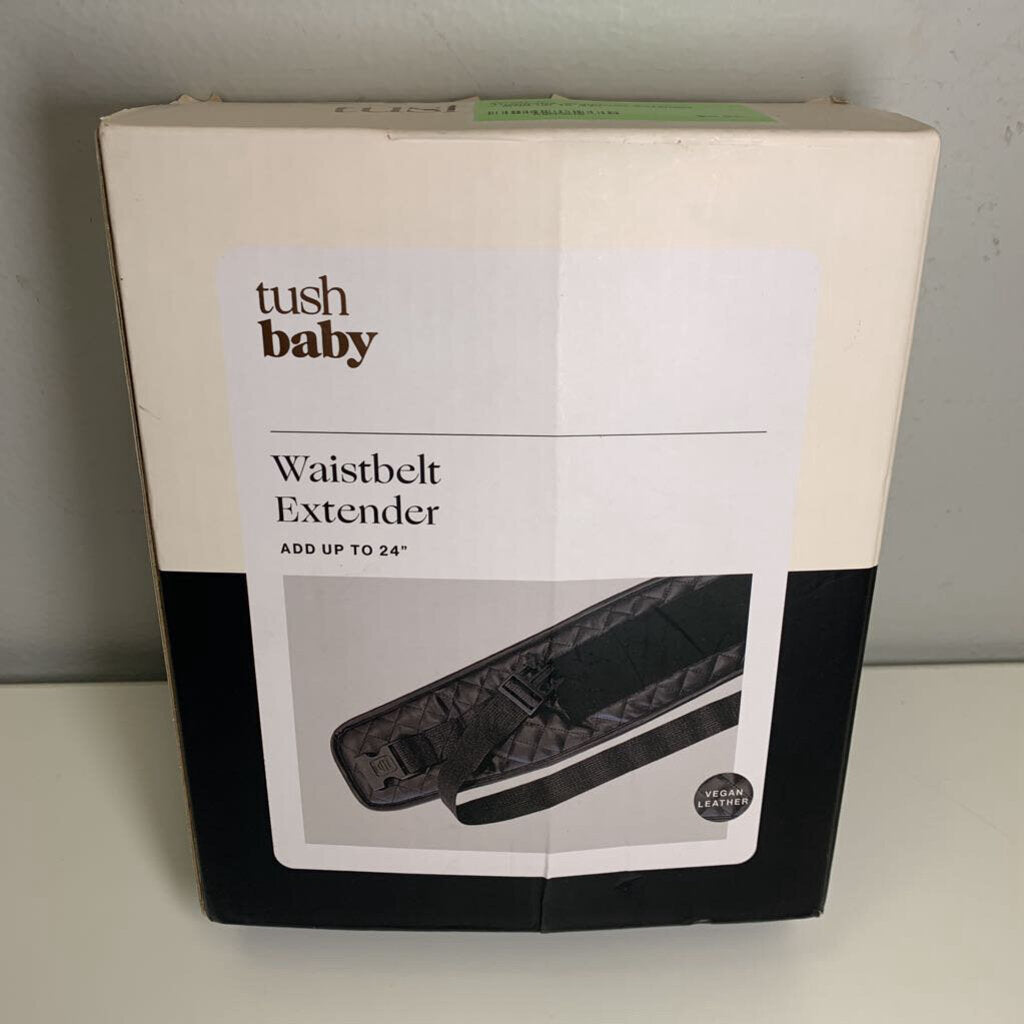 tush
baby
Waistbelt
Extender
ADD UP TO 24"
VEGAN
LEATHER